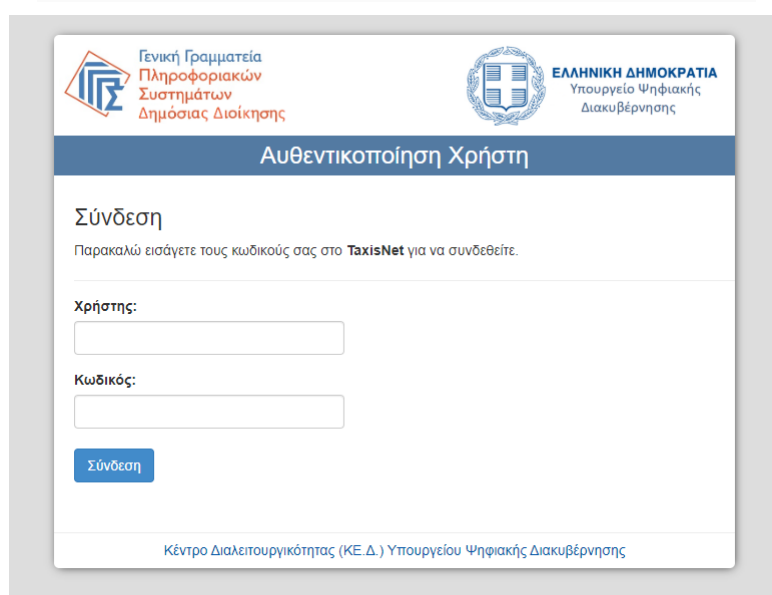 Γενική Γραμματεία
Πληροφοριακών
Συστημάτων
Δημόσιας Διοίκησης
ΕΛΛΗΝΙΚΗ ΔΗΜΟΚΡΑΤΙΑ
Υπουργείο Ψηφιακής
Διακυβέρνησης
Αυθεντικοποίηση Χρήστη
Σύνδεση
Παρακαλώ εισάγετε τους κωδικούς σας στο TaxisNet για να συνδεθείτε.
Χρήστης:
Κωδικός:
Σύνδεση
Κέντρο Διαλειτουργικότητας (ΚΕ.Δ.) Υπουργείου Ψηφιακής Διακυβέρνησης